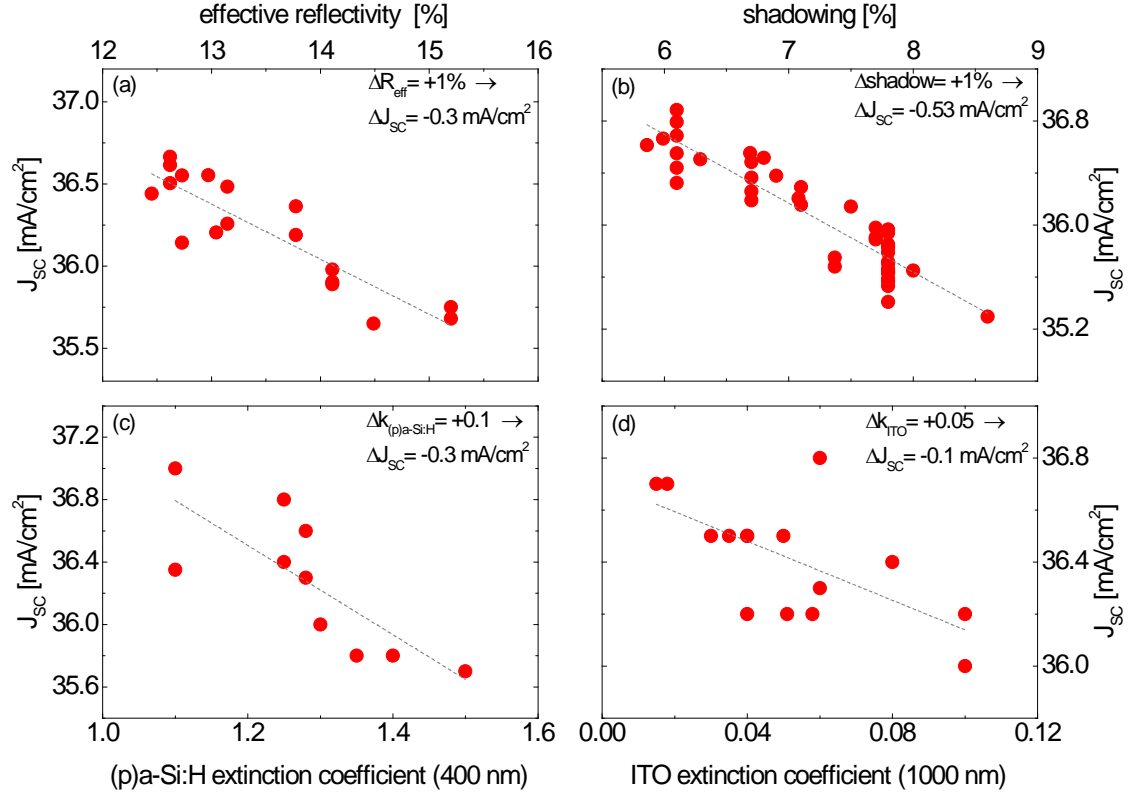 effective reflectivity [%]
12 13 14 15 16
shadowing [%]
6 7 8 9
(a)
ΔR_eff = +1% →
ΔJ_SC= -0.3 mA/cm²
37.0
36.5
36.0
35.5
J_SC [mA/cm²]
(b)
Δshadow= +1% →
ΔJ_SC= -0.53 mA/cm²
36.8
36.0
35.2
J_SC [mA/cm²]
(c)
Δk_(p)a-Si:H= +0.1 →
ΔJ_SC= -0.3 mA/cm²
37.2
36.8
36.4
36.0
35.6
J_SC [mA/cm²]
1.0 1.2 1.4 1.6
(p)a-Si:H extinction coefficient (400 nm)
(d)
Δk_ITO= +0.05 →
ΔJ_SC= -0.1 mA/cm²
36.8
36.4
36.0
J_SC [mA/cm²]
0.00 0.04 0.08 0.12
ITO extinction coefficient (1000 nm)